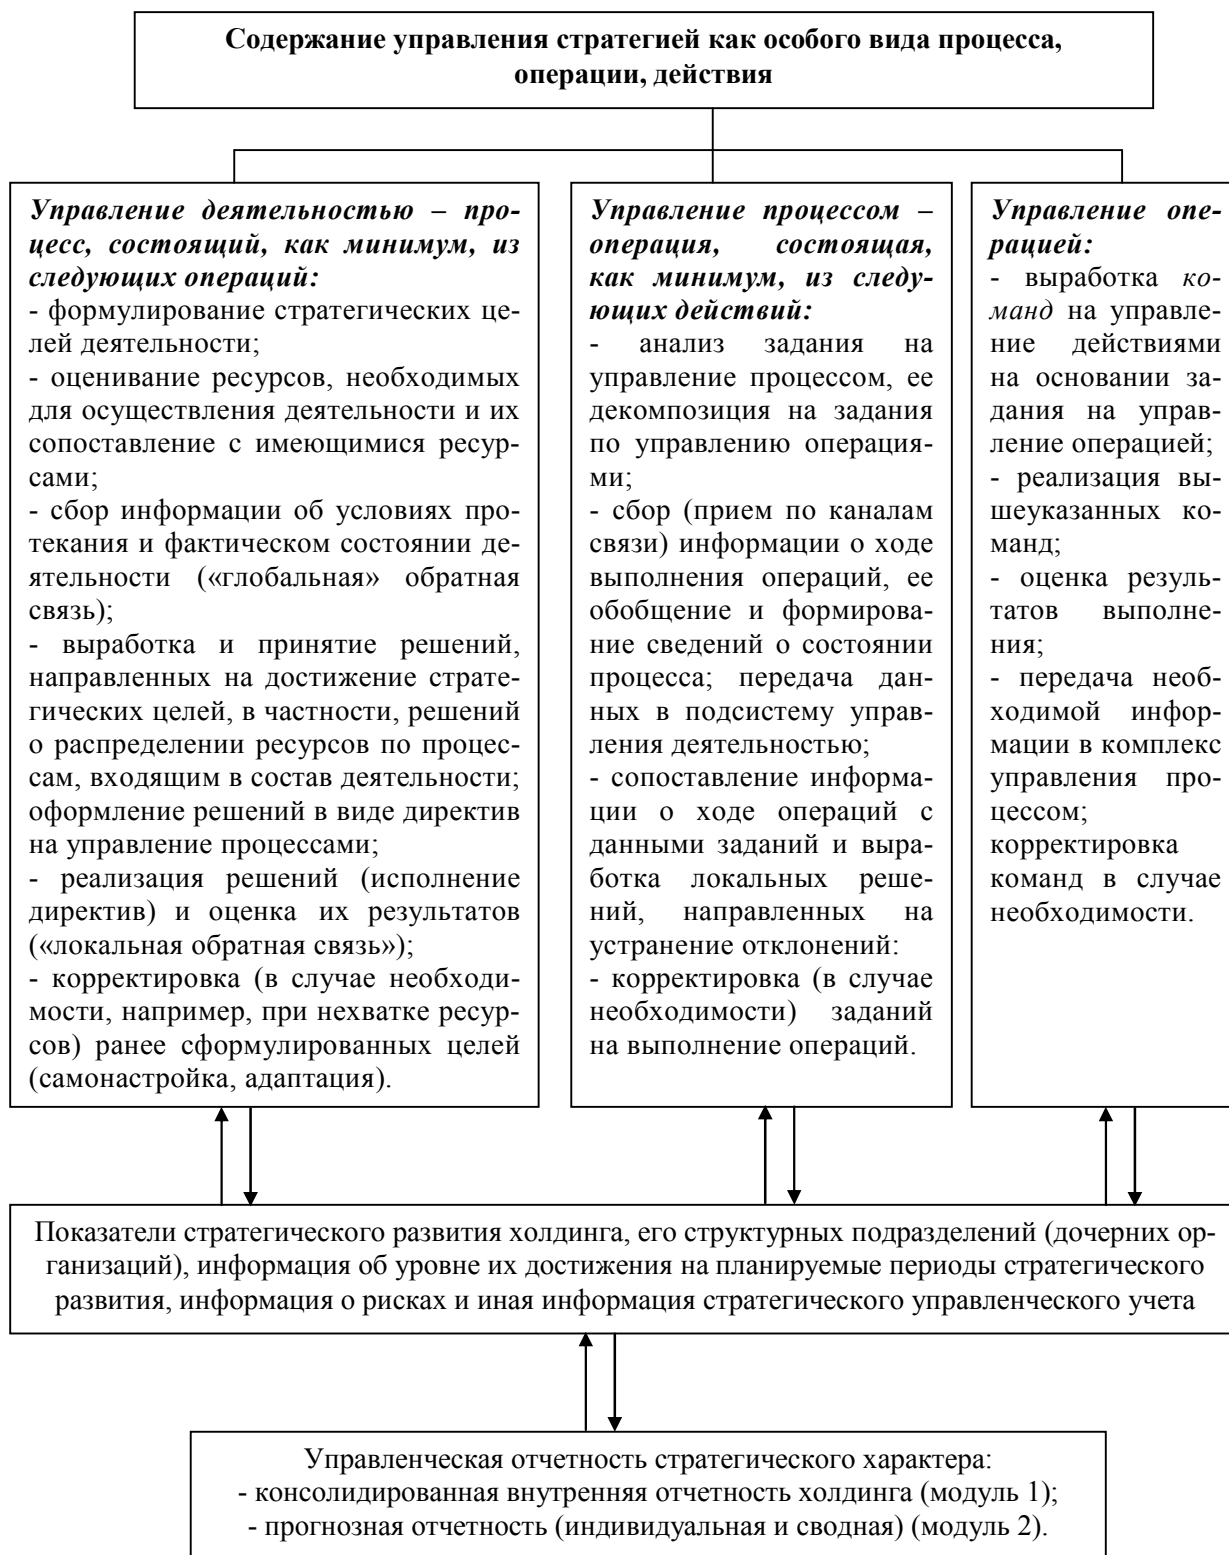 Содержание управления стратегией как особого вида процесса,
операции, действия
Управление деятельностью – про-
цесс, состоящий, как минимум, из
следующих операций:
- формулирование стратегических це-
лей деятельности;
- оценивание ресурсов, необходимых
для осуществления деятельности и их
сопоставление с имеющимися ресур-
сами;
- сбор информации об условиях про-
текания и фактическом состоянии де-
ятельности («глобальная» обратная
связь);
- выработка и принятие решений,
направленных на достижение страте-
гических целей, в частности, решений
о распределении ресурсов по процес-
сам, входящим в состав деятельности;
оформление решений в виде директив
на управление процессами;
- реализация решений (исполнение
директив) и оценка их результатов
(«локальная обратная связь»);
- корректировка (в случае необходи-
мости, например, при нехватке ресур-
сов) ранее сформулированных целей
(самонастройка, адаптация).
Управление процессом –
операция, состоящая,
как минимум, из следу-
ющих действий:
- анализ задания на
управление процессом, ее
декомпозиция на задания
по управлению операция-
ми;
- сбор (прием по каналам
связи) информации о ходе
выполнения операций, ее
обобщение и формирова-
ние сведений о состоянии
процесса; передача дан-
ных в подсистему управ-
ления деятельностью;
- сопоставление информа-
ции о ходе операций с
данными заданий и выра-
ботка локальных реше-
ний, направленных на
устранение отклонений:
- корректировка (в случае
необходимости) заданий
на выполнение операций.
Управление опе-
рацией:
- выработка ко-
манд на управле-
ние действиями
на основании за-
дания на управ-
ление операцией;
- реализация вы-
шеуказанных ко-
манд;
- оценка резуль-
татов выполне-
ния;
- передача необ-
ходимой инфор-
мации в комплекс
управления про-
цессом;
корректировка
команд в случае
необходимости.
Показатели стратегического развития холдинга, его структурных подразделений (дочерних ор-
ганизаций), информация об уровне их достижения на планируемые периоды стратегического
развития, информация о рисках и иная информация стратегического управленческого учета
Управленческая отчетность стратегического характера:
- консолидированная внутренняя отчетность холдинга (модуль 1);
- прогнозная отчетность (индивидуальная и сводная) (модуль 2).